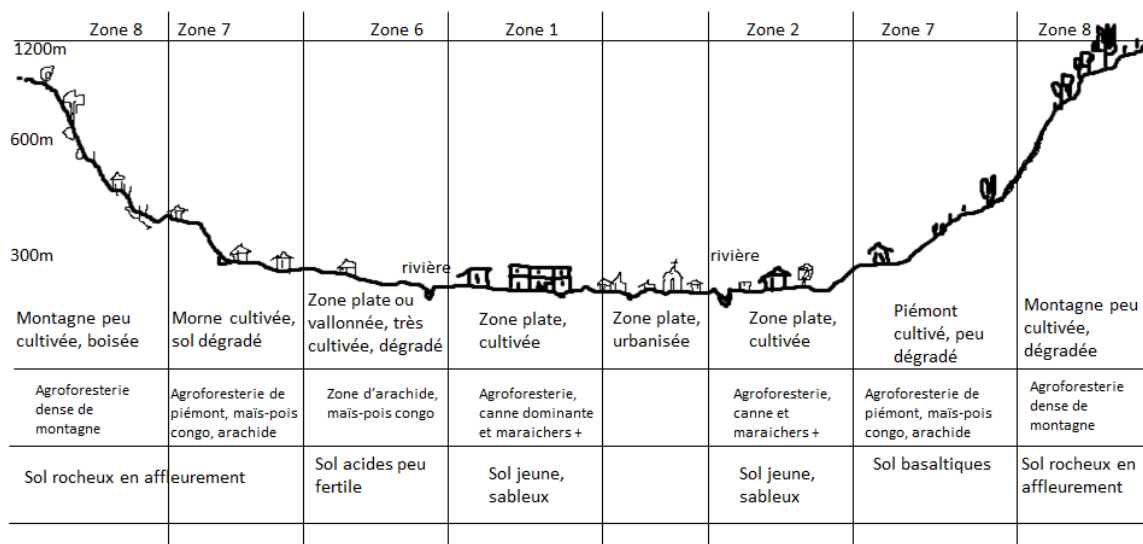 Zone 8
Zone 7
Zone 6
Zone 1
Zone 2
Zone 7
Zone 8
1200m
600m
300m
rivière
rivière
Montagne peu
cultivée, boisée
Morne cultivée,
sol dégradé
Zone plate ou
vallonnée, très
cultivée, dégradé
Zone plate,
cultivée
Zone plate,
urbanisée
Zone plate,
cultivée
Piémont
cultivé, peu
dégradé
Montagne peu
cultivée,
dégradée
Agroforesterie
dense de
montagne
Agroforesterie de
piémont, maïs-pois
congo, arachide
Zone d'arachide,
maïs-pois congo
Agroforesterie,
canne dominante
et maraichers +
Agroforesterie,
canne et
maraichers +
Agroforesterie de
piémont, maïs-pois
congo, arachide
Agroforesterie
dense de
montagne
Sol rocheux en affleurement
Sol acides peu
fertile
Sol jeune,
sableux
Sol jeune,
sableux
Sol basaltiques
Sol rocheux en
affleurement